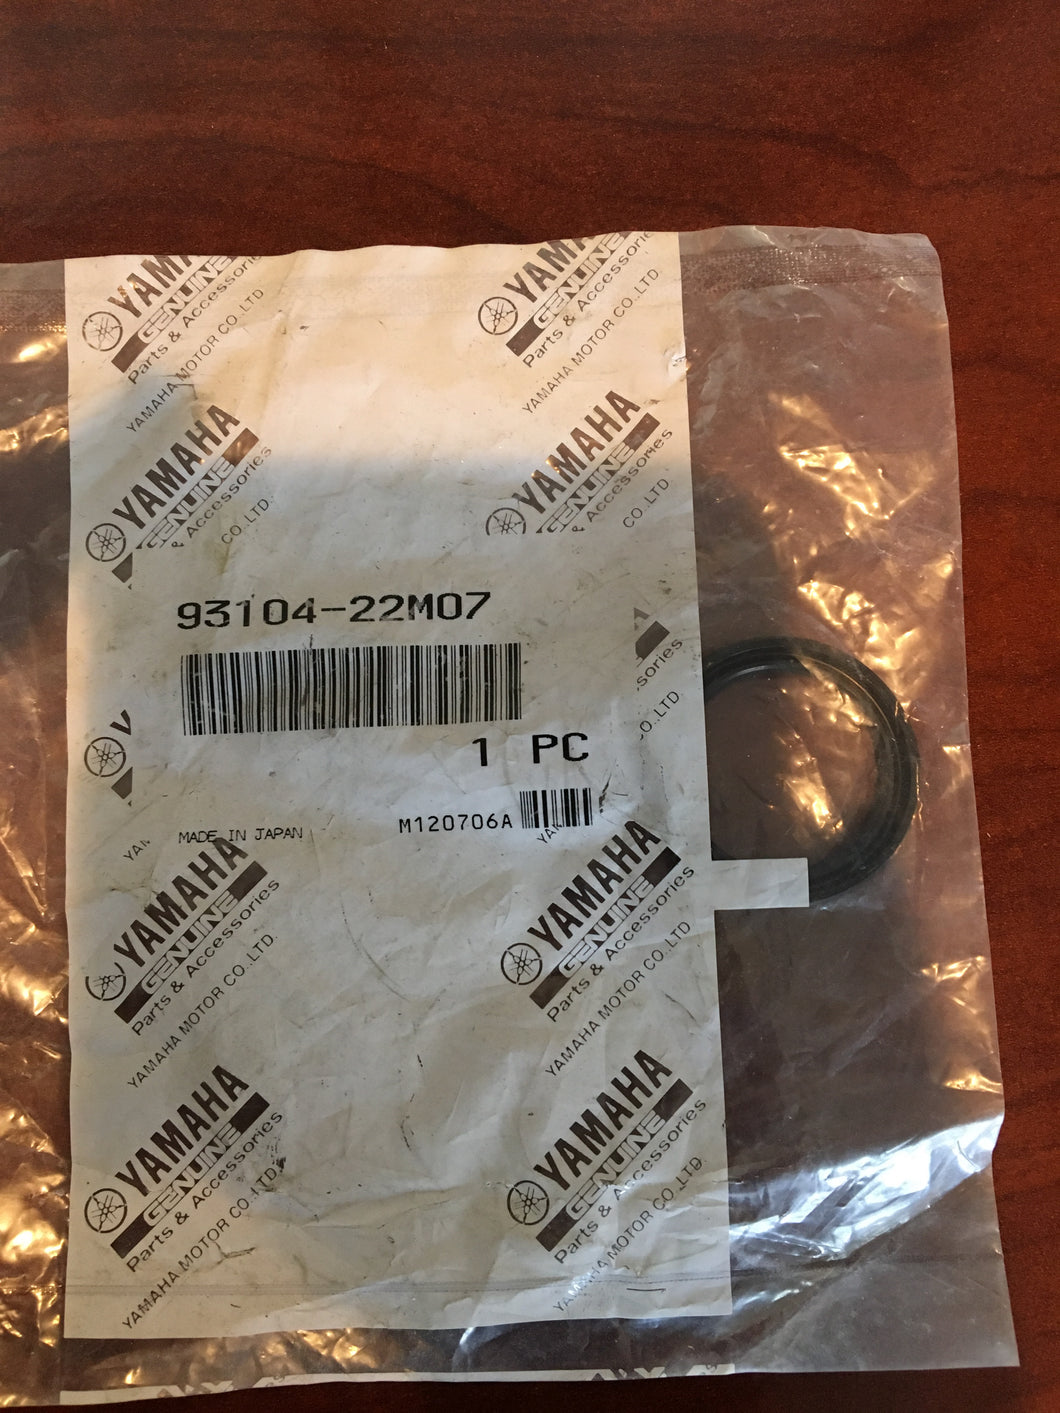 YAMAHA
GENUINE
Parts & Accessories
YAMAHA MOTOR CO.,LTD.
YAMAHA
GENUINE
Parts & Accessories
YAMAHA MOTOR CO.,LTD.
YAMAHA
GENUINE
& Accessories
CO.,LTD.
YAMAHA
GENUINE
& Accessories
CO.,LTD.
93104-22M07
1 PC
M120706A
MADE IN JAPAN
YAMAHA
GENUINE
Parts & Accessories
YAMAHA MOTOR CO.,LTD.
YAMAHA
GENUINE
Parts & Accessories
YAMAHA MOTOR CO.,LTD.
YAMAHA
GENUINE
Parts & Accessories
YAMAHA MOTOR CO.,LTD.
YAMAHA
GENUINE
Parts & Accessories
YAMAHA MOTOR CO.,LTD.